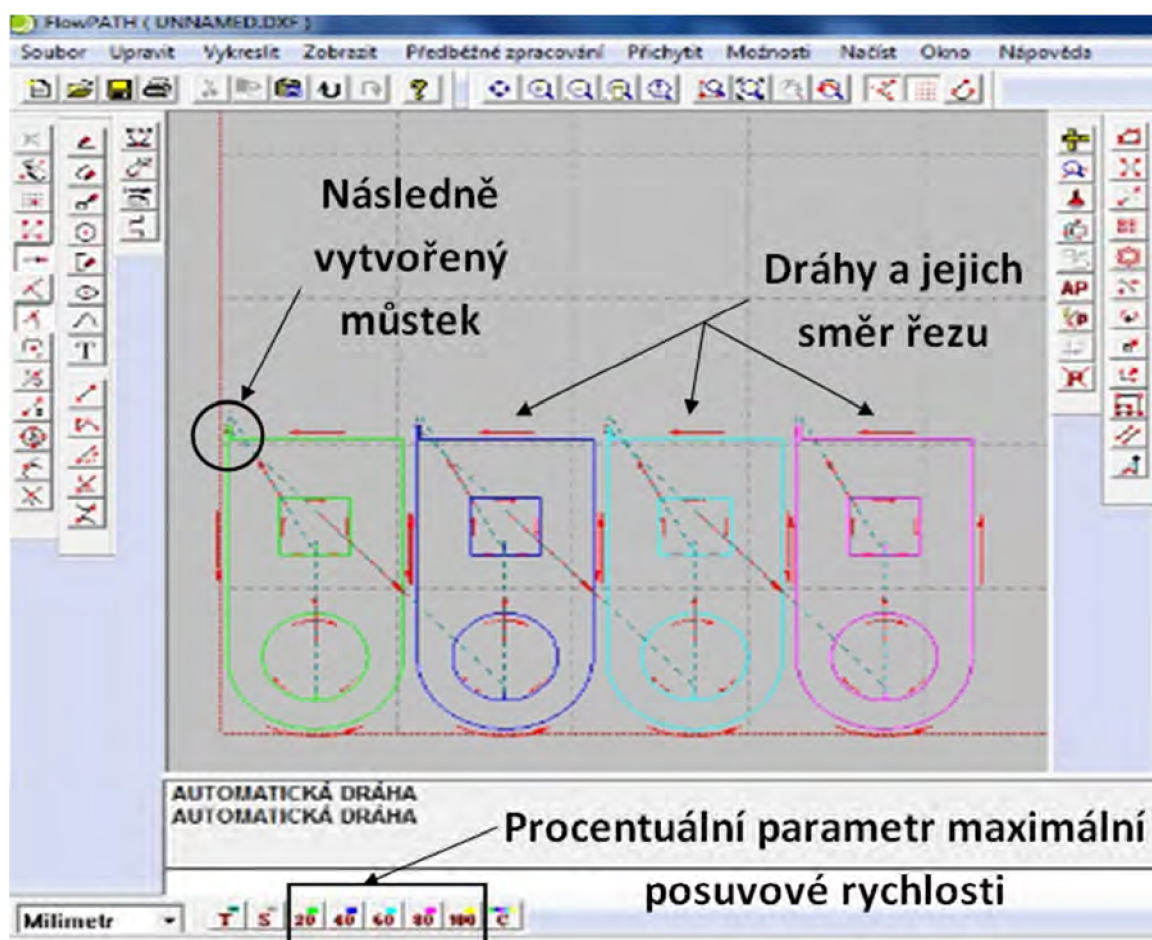 FlowPATH ( UNNAMED.DXF )
Soubor Upravit Vykreslit Zobrazit Předběžné zpracování Přichytit Možnosti Načíst Okno Nápověda
Následně
vytvořený
můstek
Dráhy a jejich
směr řezu
T
AP
AUTOMATICKÁ DRÁHA
AUTOMATICKÁ DRÁHA
Procentuální parametr maximální
posuvové rychlosti
Milimetr T S 20 40 60 80 100 C